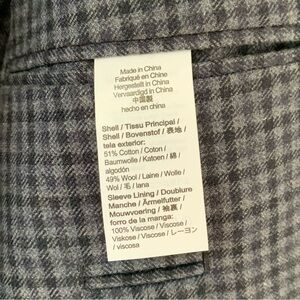 Made in China
Fabriqué en Chine
Hergestellt in China
Vervaardigd in China
中国製
hecho en china
Shell / Tissu Principal /
Shell / Bovenstof / 表地 /
tela exterior:
51% Cotton / Coton /
Baumwolle / Katoen / 綿 /
algodón
49% Wool / Laine / Wolle /
Wol / 毛 / lana
Sleeve Lining / Doublure
Manche / Ärmelfutter /
Mouwvoering / 袖裏 /
forro de la manga:
100% Viscose / Viscose /
Viskose / Viscose / レーヨン
/ viscosa